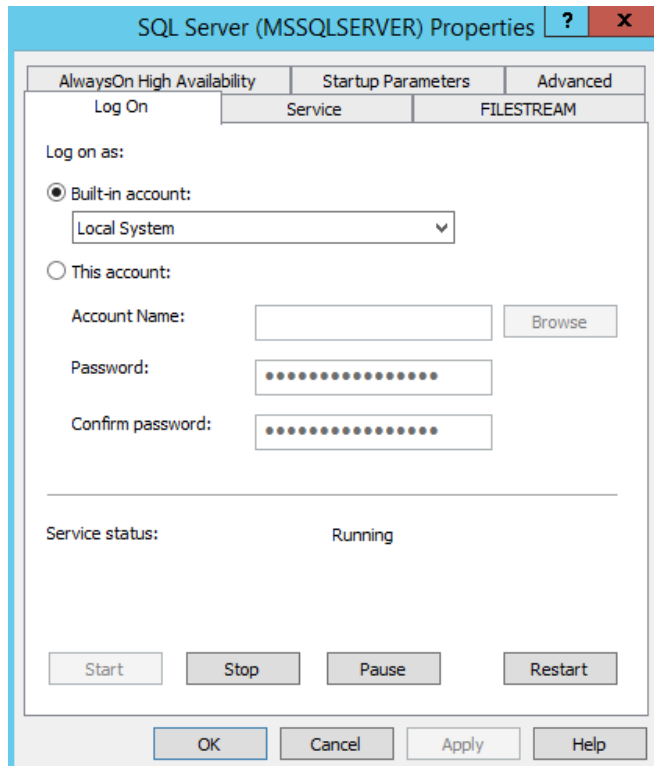 SQL Server (MSSQLSERVER) Properties ? x
AlwaysOn High Availability Startup Parameters Advanced
Log On Service FILESTREAM
Log on as:
Built-in account:
Local System
This account:
Account Name: Browse
Password: ●●●●●●●●●●●●●●●●
Confirm password: ●●●●●●●●●●●●●●●●
Service status: Running
Start Stop Pause Restart
OK Cancel Apply Help